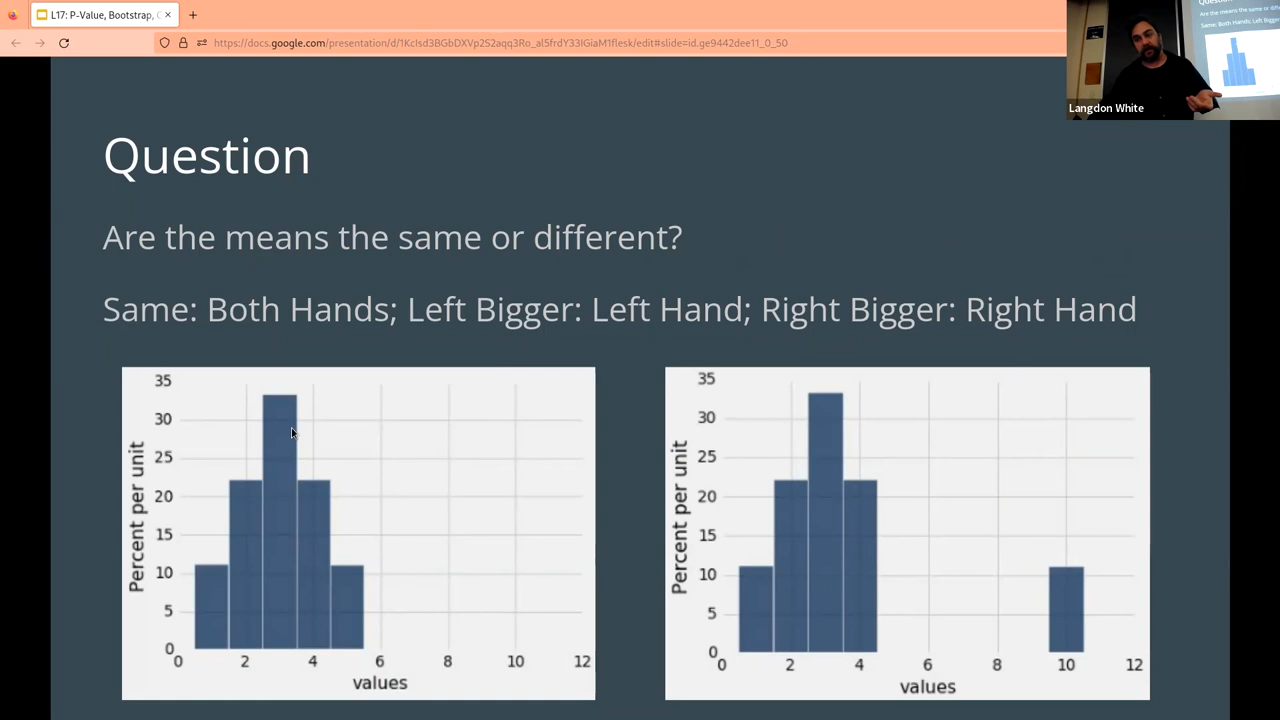 L17: P-Value, Bootstrap,
https://docs.google.com/presentation/d/1KcIsd3BGbDXVp2S2aqq3Ro_al5frdY33IGiaM1flesk/edit#slide=id.ge9442dee11_0_50
Langdon White
Question
Are the means the same or different?
Same: Both Hands; Left Bigger: Left Hand; Right Bigger: Right Hand
35
30
25
20
15
10
5
0
Percent per unit
0 2 4 6 8 10 12
values
35
30
25
20
15
10
5
0
Percent per unit
0 2 4 6 8 10 12
values